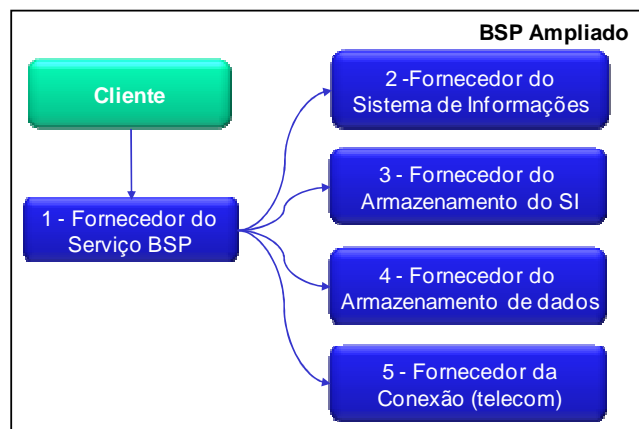 BSP Ampliado
Cliente
2 -Fornecedor do
Sistema de Informações
3 - Fornecedor do
Armazenamento do SI
1 - Fornecedor do
Serviço BSP
4 - Fornecedor do
Armazenamento de dados
5 - Fornecedor da
Conexão (telecom)